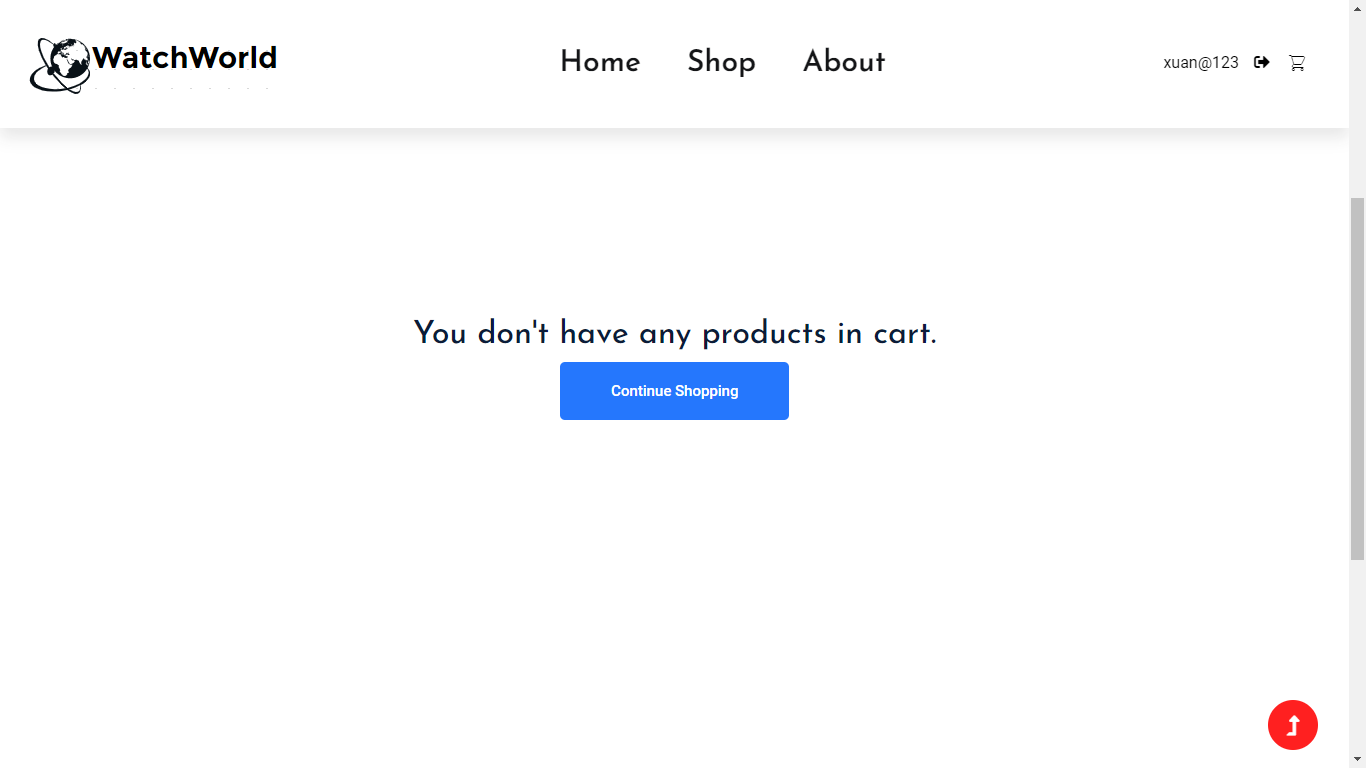 WatchWorld
Home Shop About
xuan@123
You don't have any products in cart.
Continue Shopping